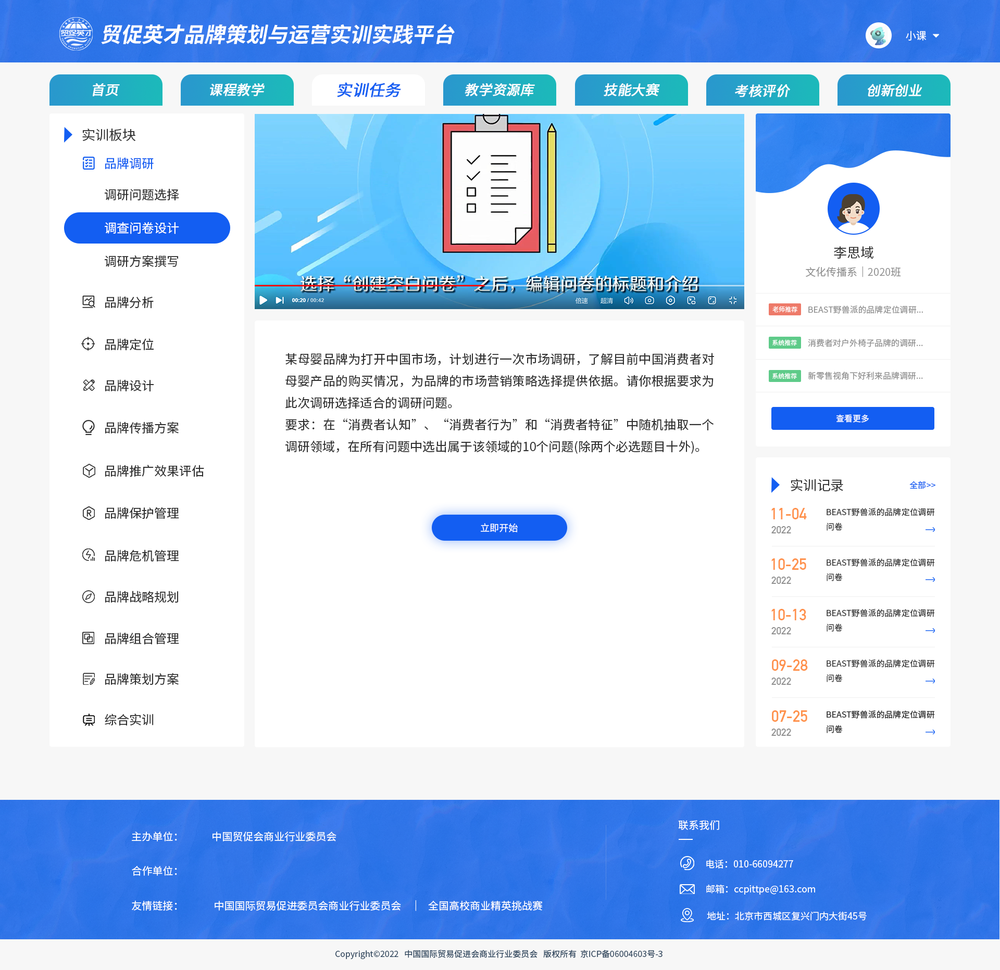 贸促英才
贸促英才品牌策划与运营实训实践平台
小课
首页
课程教学
实训任务
教学资源库
技能大赛
考核评价
创新创业
实训板块
品牌调研
调研问题选择
调查问卷设计
调研方案撰写
品牌分析
品牌定位
品牌设计
品牌传播方案
品牌推广效果评估
品牌保护管理
品牌危机管理
品牌战略规划
品牌组合管理
品牌策划方案
综合实训
选择“创建空白问卷”之后，编辑问卷的标题和介绍
00:20 / 00:42
倍速
超清
某母婴品牌为打开中国市场，计划进行一次市场调研，了解目前中国消费者对
母婴产品的购买情况，为品牌的市场营销策略选择提供依据。请你根据要求为
此次调研选择适合的调研问题。
要求：在“消费者认知”、“消费者行为”和“消费者特征”中随机抽取一个
调研领域，在所有问题中选出属于该领域的10个问题(除两个必选题目十外)。
立即开始
李思域
文化传播系｜2020班
老师推荐 BEAST野兽派的品牌定位调研...
系统推荐 消费者对户外椅子品牌的调研...
系统推荐 新零售视角下好利来品牌调研...
查看更多
实训记录
全部>>
11-04
2022
BEAST野兽派的品牌定位调研
问卷
10-25
2022
BEAST野兽派的品牌定位调研
问卷
10-13
2022
BEAST野兽派的品牌定位调研
问卷
09-28
2022
BEAST野兽派的品牌定位调研
问卷
07-25
2022
BEAST野兽派的品牌定位调研
问卷
主办单位： 中国贸促会商业行业委员会
合作单位：
友情链接： 中国国际贸易促进委员会商业行业委员会 ｜ 全国高校商业精英挑战赛
联系我们
电话：010-66094277
邮箱：ccpittpe@163.com
地址：北京市西城区复兴门内大街45号
Copyright©2022 中国国际贸易促进会商业行业委员会 版权所有 京ICP备06004603号-3